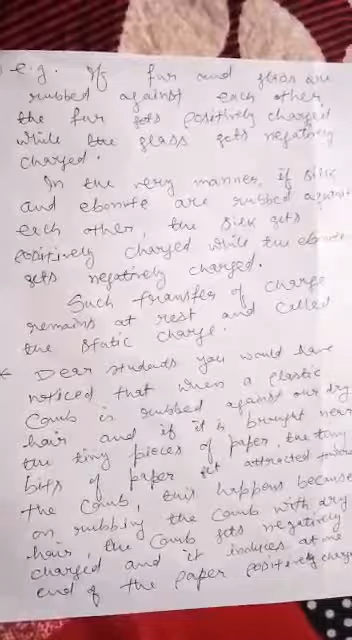 e.g. If fur and glass are
rubbed against each other
the fur gets positively charged
while the glass gets negatively
charged.
In the very manner, if silk
and ebonite are rubbed against
each other, the silk gets
positively charged while the ebonite
gets negatively charged.
Such transfer of charge
remains at rest and called
the static charge.
Dear students you would have
noticed that when a plastic
Comb is rubbed against our dry
hair and if it is brought near
the tiny pieces of paper, the tiny
bits of paper get attracted towards
the Comb, this happens because
on rubbing the Comb with dry
hair, the Comb gets negatively
charged and it induces at one
end of the paper positively charge